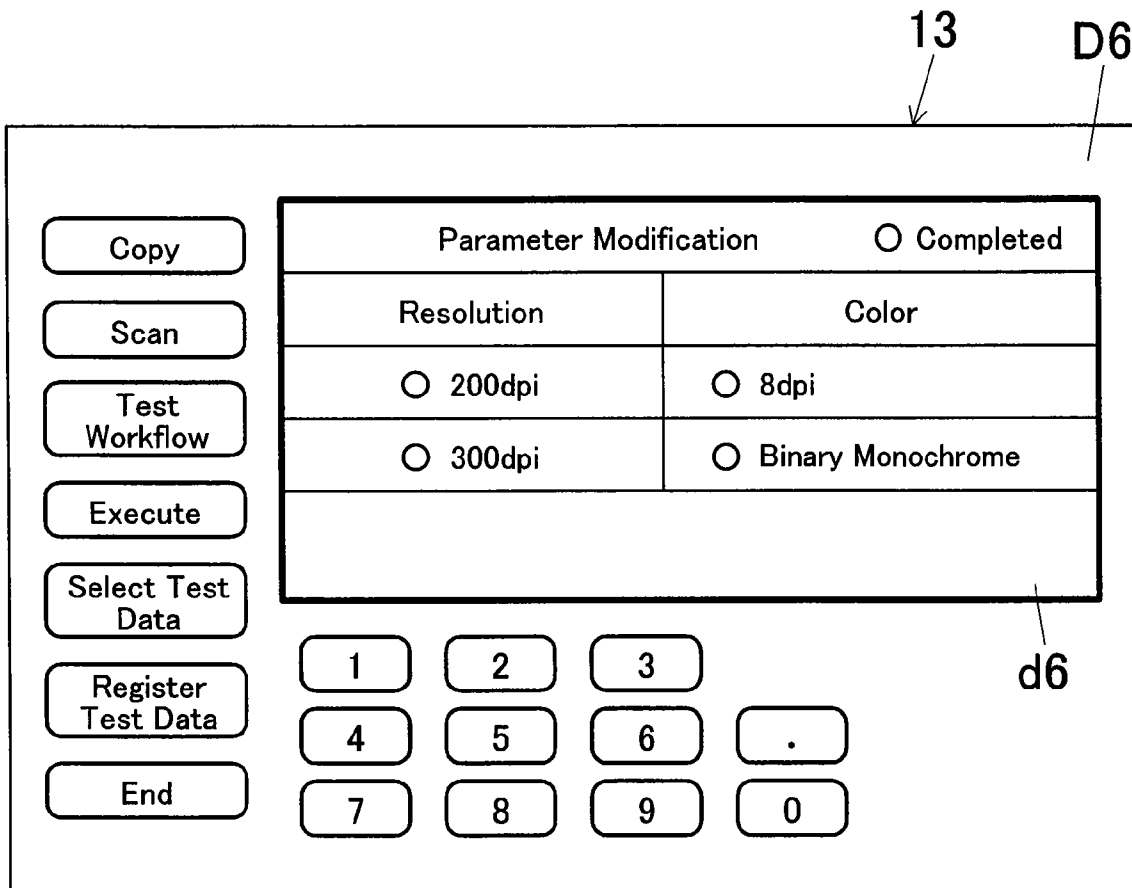 13
D6
Copy
Scan
Test
Workflow
Execute
Select Test
Data
Register
Test Data
End
Parameter Modification
Completed
Resolution
Color
200dpi
8dpi
300dpi
Binary Monochrome
d6
1 2 3
4 5 6 .
7 8 9 0